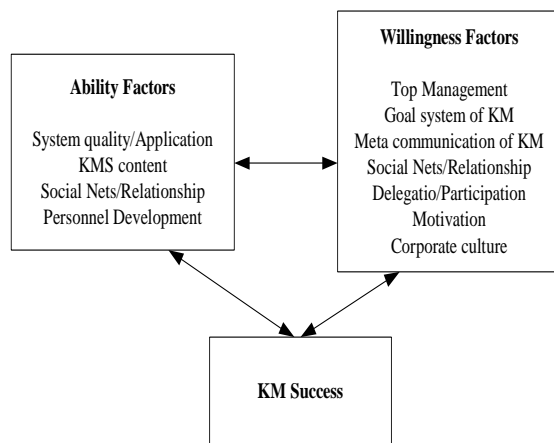 Ability Factors
System quality/Application
KMS content
Social Nets/Relationship
Personnel Development
Willingness Factors
Top Management
Goal system of KM
Meta communication of KM
Social Nets/Relationship
Delegatio/Participation
Motivation
Corporate culture
KM Success